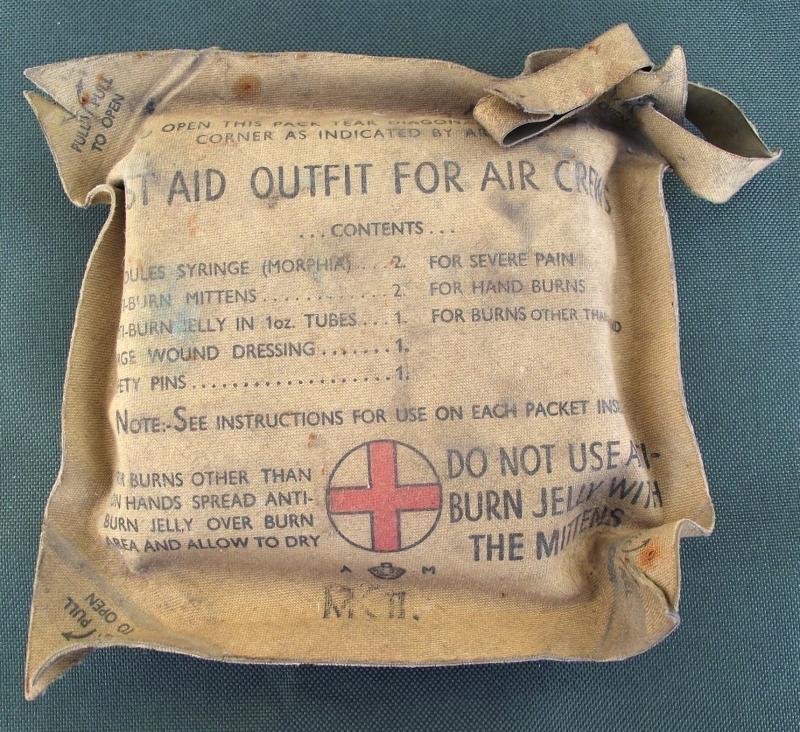 PULL
TO OPEN
OPEN THIS PACK TEAR
CORNER AS INDICATED BY
ST AID OUTFIT FOR AIR CREWS
...CONTENTS...
SYRINGE (MORPHIA)....2. FOR SEVERE PAIN
I-BURN MITTENS............2. FOR HAND BURNS
I-BURN JELLY IN 1oz. TUBES...1. FOR BURNS OTHER
GE WOUND DRESSING.......1.
ETY PINS....................1.
NOTE:-SEE INSTRUCTIONS FOR USE ON EACH PACKET
BURNS OTHER THAN
ON HANDS SPREAD ANTI-
BURN JELLY OVER BURN
AREA AND ALLOW TO DRY
DO NOT USE
BURN JELLY WITH
THE MITTENS
A M
PULL
TO OPEN